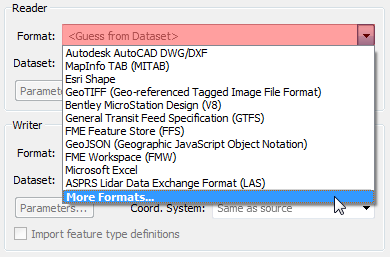 Reader
Format: <Guess from Dataset>
Autodesk AutoCAD DWG/DXF
Dataset: MapInfo TAB (MITAB)
Esri Shape
Parameters GeoTIFF (Geo-referenced Tagged Image File Format)
Bentley MicroStation Design (V8)
General Transit Feed Specification (GTFS)
Writer FME Feature Store (FFS)
Format: GeoJSON (Geographic JavaScript Object Notation)
FME Workspace (FMW)
Microsoft Excel
Dataset: ASPRS Lidar Data Exchange Format (LAS)
More Formats...
Parameters... Coord. System: Same as source
Import feature type definitions